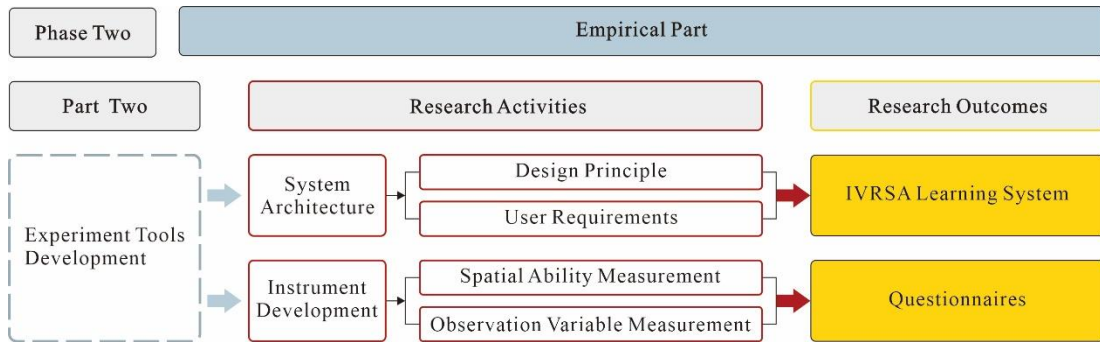 Phase Two
Empirical Part
Part Two
Research Activities
Research Outcomes
Experiment Tools
Development
System
Architecture
Design Principle
User Requirements
IVRSA Learning System
Instrument
Development
Spatial Ability Measurement
Observation Variable Measurement
Questionnaires